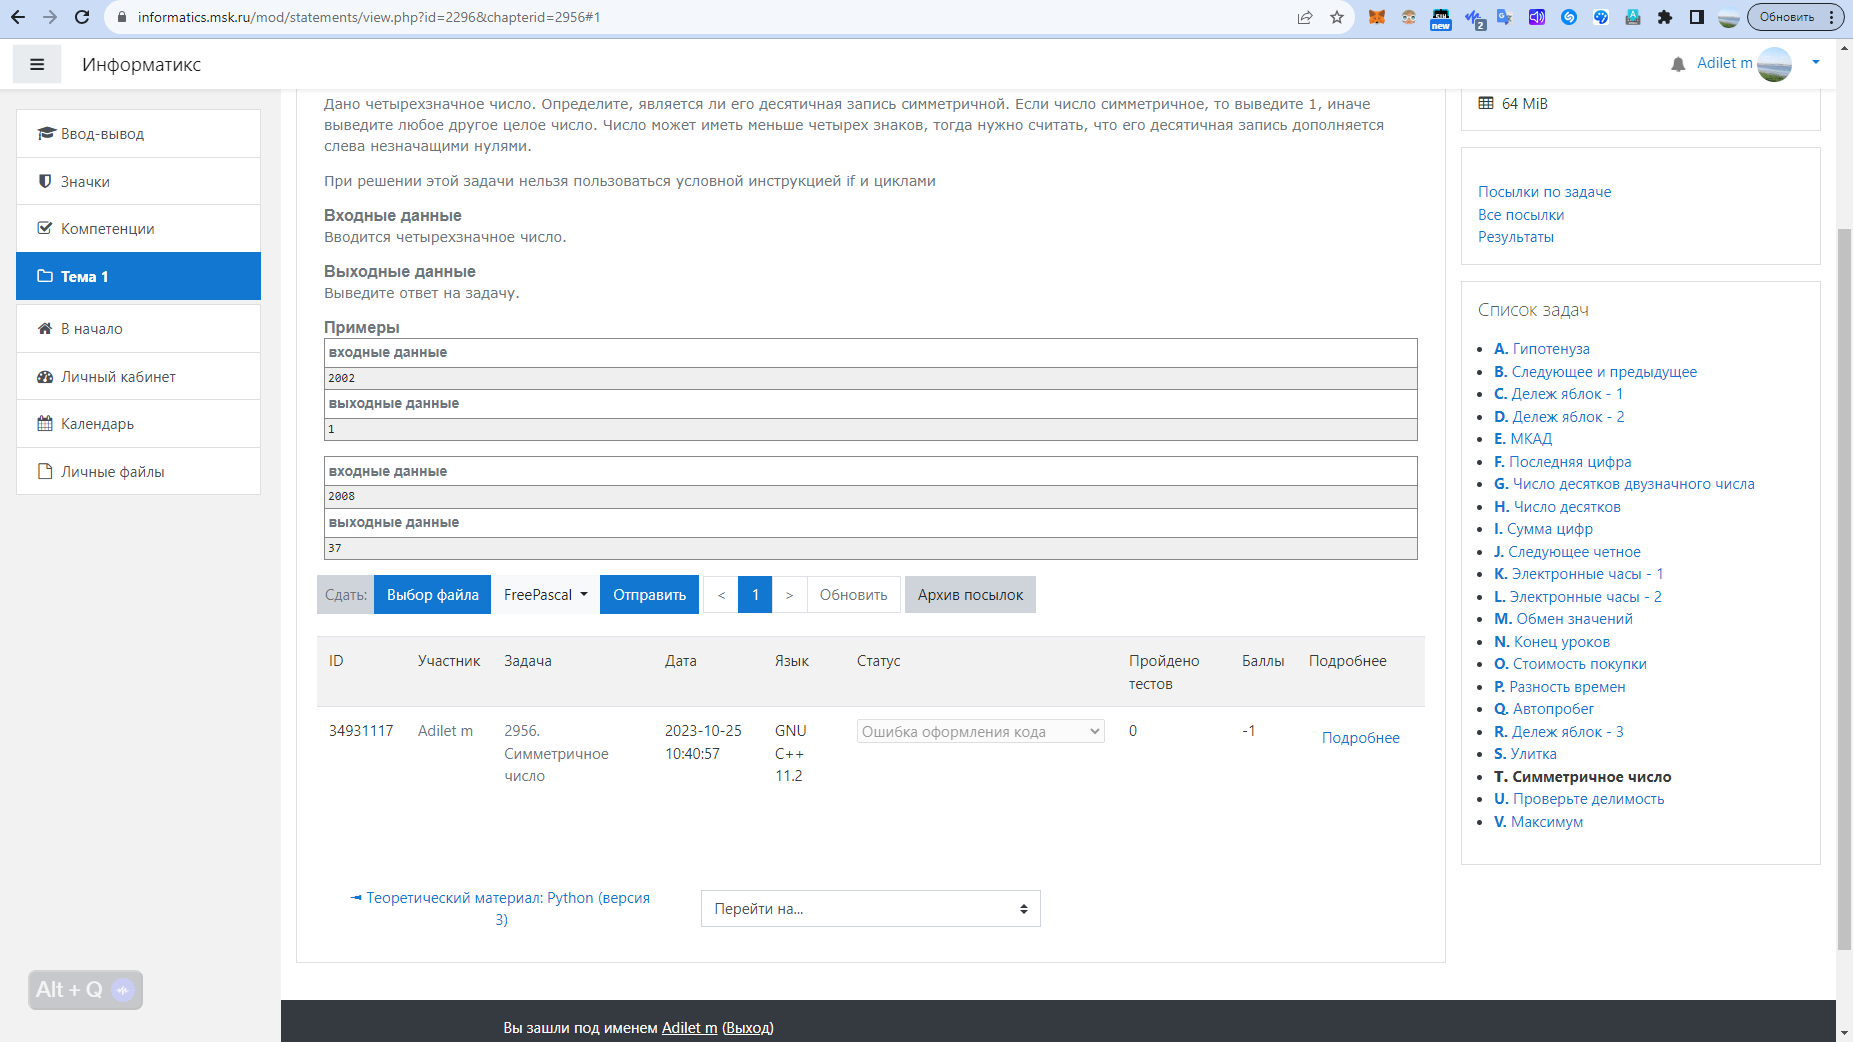 informatics.msk.ru/mod/statements/view.php?id=2296&chapterid=2956#1
new
2
Обновить
Информатикс
Adilet m
Ввод-вывод
Значки
Компетенции
Тема 1
В начало
Личный кабинет
Календарь
Личные файлы
Дано четырехзначное число. Определите, является ли его десятичная запись симметричной. Если число симметричное, то выведите 1, иначе
выведите любое другое целое число. Число может иметь меньше четырех знаков, тогда нужно считать, что его десятичная запись дополняется
слева незначащими нулями.
При решении этой задачи нельзя пользоваться условной инструкцией if и циклами
Входные данные
Вводится четырехзначное число.
Выходные данные
Выведите ответ на задачу.
Примеры
входные данные
2002
выходные данные
1
входные данные
2008
выходные данные
37
Сдать: Выбор файла FreePascal Отправить < 1 > Обновить Архив посылок
ID Участник Задача Дата Язык Статус Пройдено тестов Баллы Подробнее
34931117 Adilet m 2956. 2023-10-25 GNU Ошибка оформления кода 0 -1 Подробнее
Симметричное 10:40:57 C++
число 11.2
Теоретический материал: Python (версия
3)
Перейти на...
64 MiB
Посылки по задаче
Все посылки
Результаты
Список задач
A. Гипотенуза
B. Следующее и предыдущее
C. Дележ яблок - 1
D. Дележ яблок - 2
E. МКАД
F. Последняя цифра
G. Число десятков двузначного числа
H. Число десятков
I. Сумма цифр
J. Следующее четное
K. Электронные часы - 1
L. Электронные часы - 2
M. Обмен значений
N. Конец уроков
O. Стоимость покупки
P. Разность времен
Q. Автопробег
R. Дележ яблок - 3
S. Улитка
T. Симметричное число
U. Проверьте делимость
V. Максимум
Alt + Q
Вы зашли под именем Adilet m (Выход)